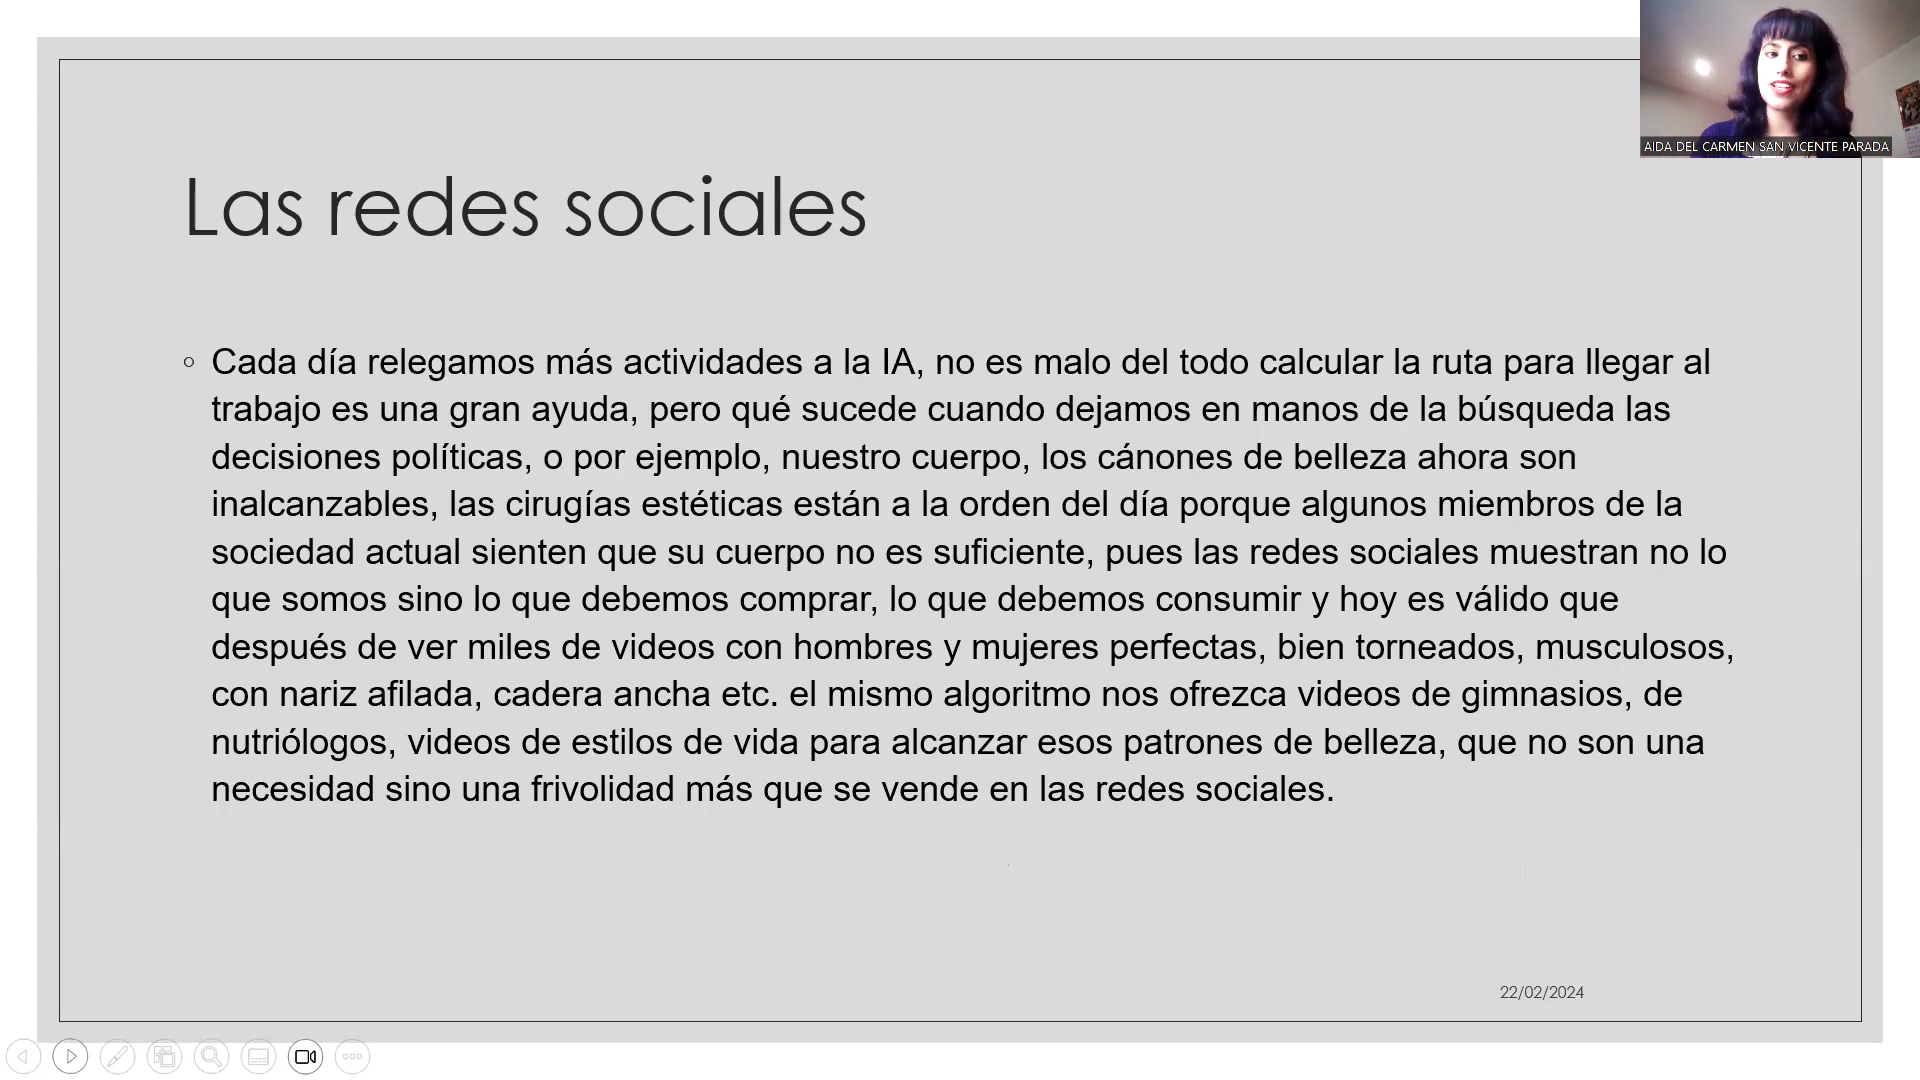 AIDA DEL CARMEN SAN VICENTE PARADA
Las redes sociales
Cada día relegamos más actividades a la IA, no es malo del todo calcular la ruta para llegar al
trabajo es una gran ayuda, pero qué sucede cuando dejamos en manos de la búsqueda las
decisiones políticas, o por ejemplo, nuestro cuerpo, los cánones de belleza ahora son
inalcanzables, las cirugías estéticas están a la orden del día porque algunos miembros de la
sociedad actual sienten que su cuerpo no es suficiente, pues las redes sociales muestran no lo
que somos sino lo que debemos comprar, lo que debemos consumir y hoy es válido que
después de ver miles de videos con hombres y mujeres perfectas, bien torneados, musculosos,
con nariz afilada, cadera ancha etc. el mismo algoritmo nos ofrezca videos de gimnasios, de
nutriólogos, videos de estilos de vida para alcanzar esos patrones de belleza, que no son una
necesidad sino una frivolidad más que se vende en las redes sociales.
22/02/2024